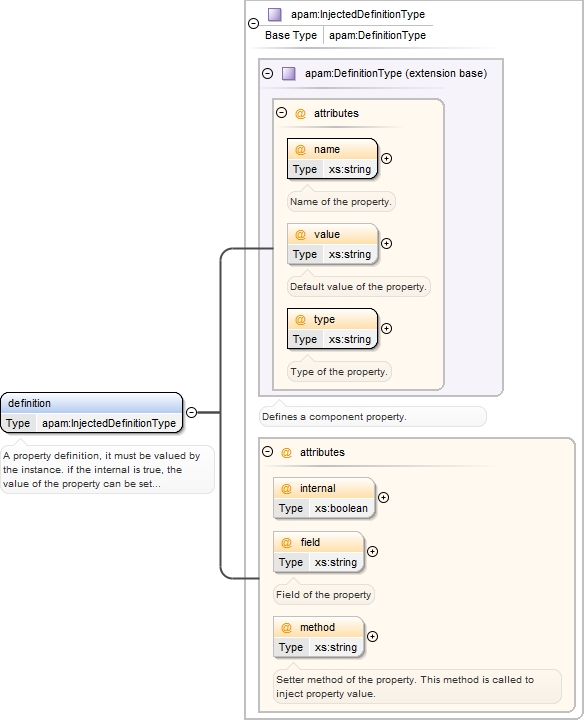 apam:InjectedDefinitionType
Base Type apam:DefinitionType
apam:DefinitionType (extension base)
@ attributes
@ name
Type xs:string
Name of the property.
@ value
Type xs:string
Default value of the property.
@ type
Type xs:string
Type of the property.
Defines a component property.
definition
Type apam:InjectedDefinitionType
A property definition, it must be valued by
the instance. if the internal is true, the
value of the property can be set...
@ attributes
@ internal
Type xs:boolean
@ field
Type xs:string
Field of the property
@ method
Type xs:string
Setter method of the property. This method is called to
inject property value.